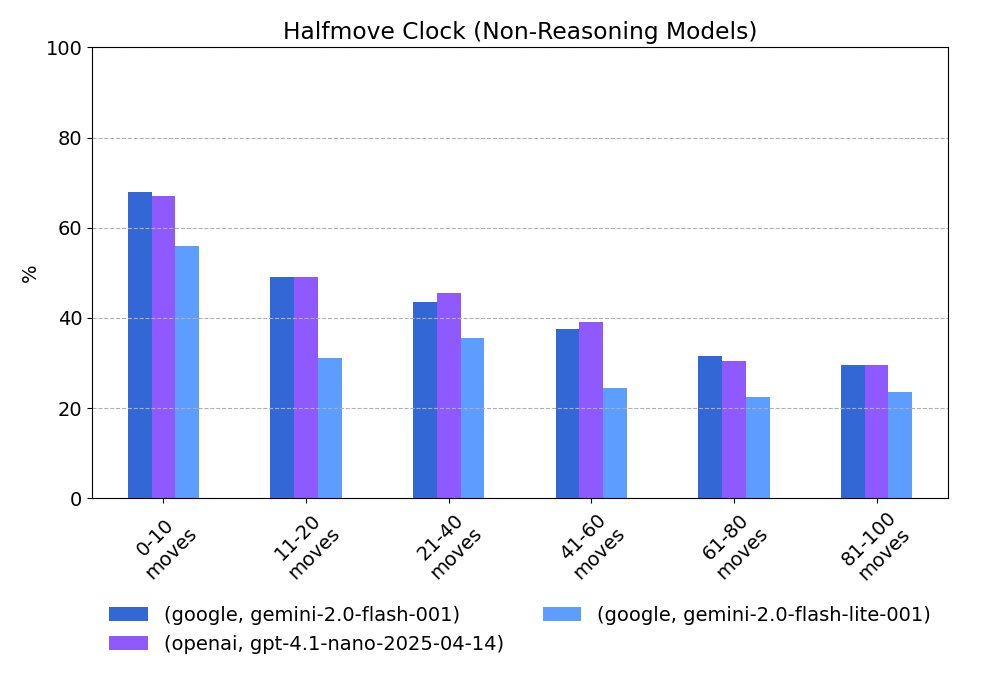 Halfmove Clock (Non-Reasoning Models)
100
80
60
40
20
0
%
0-10
moves
11-20
moves
21-40
moves
41-60
moves
61-80
moves
81-100
moves
(google, gemini-2.0-flash-001)
(openai, gpt-4.1-nano-2025-04-14)
(google, gemini-2.0-flash-lite-001)